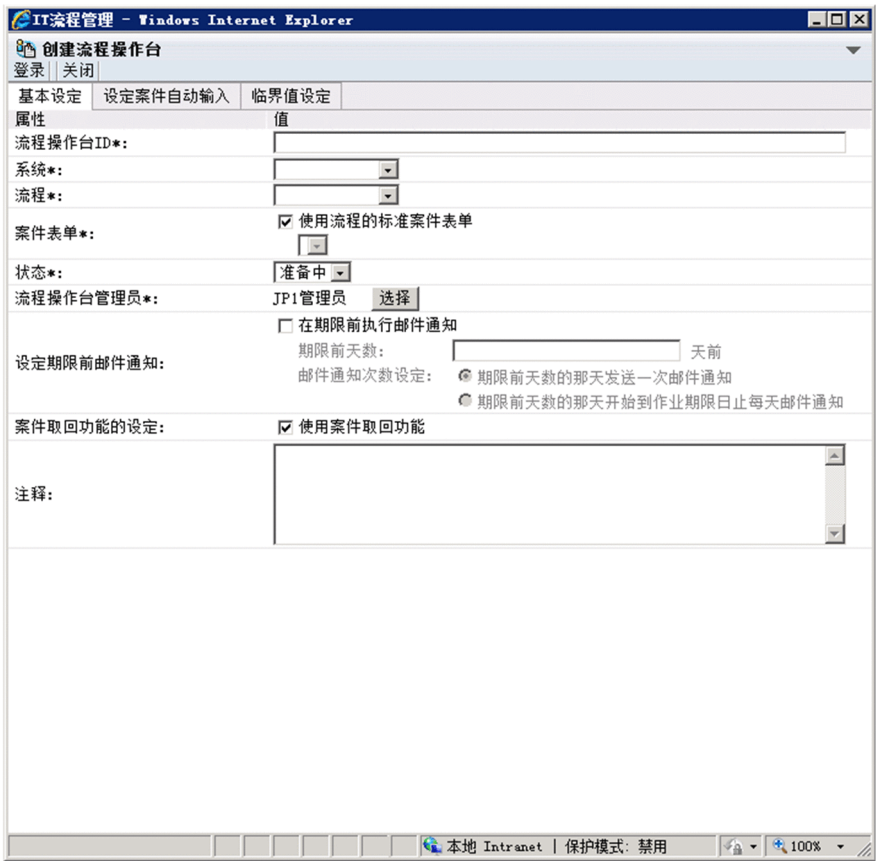 IT流程管理 - Windows Internet Explorer
创建流程操作台
登录 关闭
基本设定 设定案件自动输入 临界值设定
属性 值
流程操作台ID*:
系统*:
流程*:
案件表单*: 使用流程的标准案件表单
状态*: 准备中
流程操作台管理员*: JP1管理员 选择
在期限前执行邮件通知
设定期限前邮件通知: 期限前天数: 天前
邮件通知次数设定: 期限前天数的那天发送一次邮件通知
期限前天数的那天开始到作业期限日止每天邮件通知
案件取回功能的设定: 使用案件取回功能
注释:
本地 Intranet | 保护模式: 禁用 100%